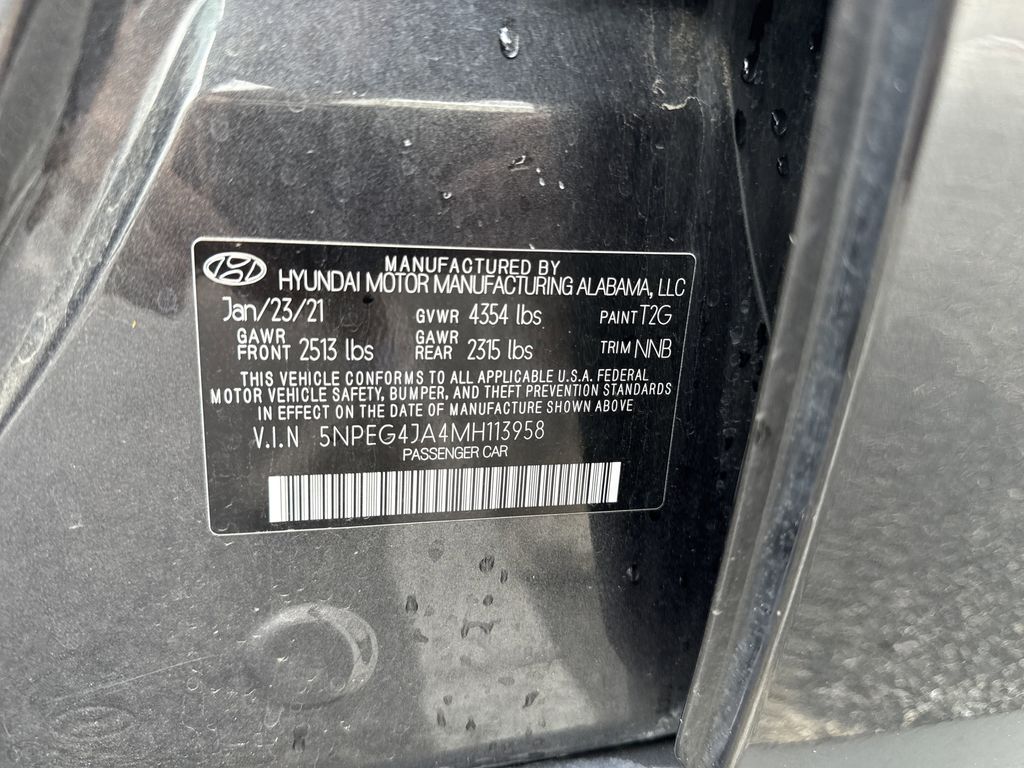 MANUFACTURED BY
HYUNDAI MOTOR MANUFACTURING ALABAMA, LLC
Jan/23/21 GVWR 4354 lbs PAINT T2G
GAWR FRONT 2513 lbs GAWR REAR 2315 lbs TRIM NNB
THIS VEHICLE CONFORMS TO ALL APPLICABLE U.S.A. FEDERAL
MOTOR VEHICLE SAFETY, BUMPER, AND THEFT PREVENTION STANDARDS
IN EFFECT ON THE DATE OF MANUFACTURE SHOWN ABOVE
V.I.N 5NPEG4JA4MH113958
PASSENGER CAR